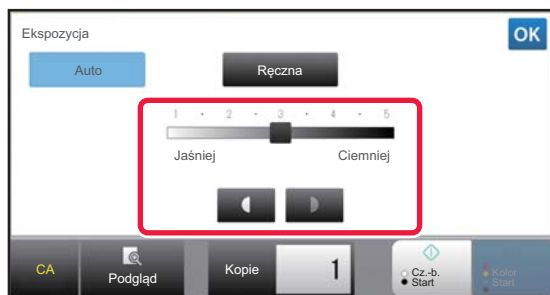 Ekspozycja
OK
Auto
Ręczna
1 • 2 • 3 • 4 • 5
Jaśniej
Ciemniej
CA
Podgląd
Kopie
1
Cz.-b.
Start
Kolor
Start